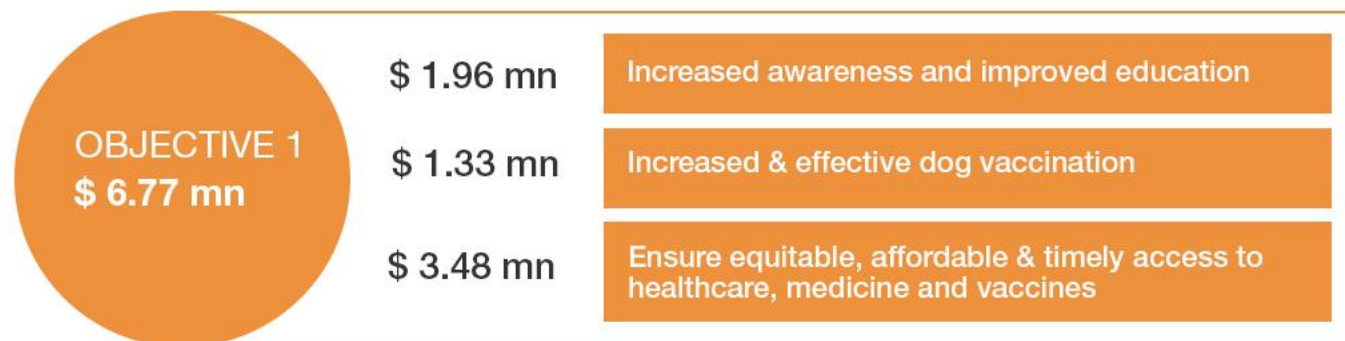 OBJECTIVE 1
$ 6.77 mn
$ 1.96 mn
Increased awareness and improved education
$ 1.33 mn
Increased & effective dog vaccination
$ 3.48 mn
Ensure equitable, affordable & timely access to
healthcare, medicine and vaccines